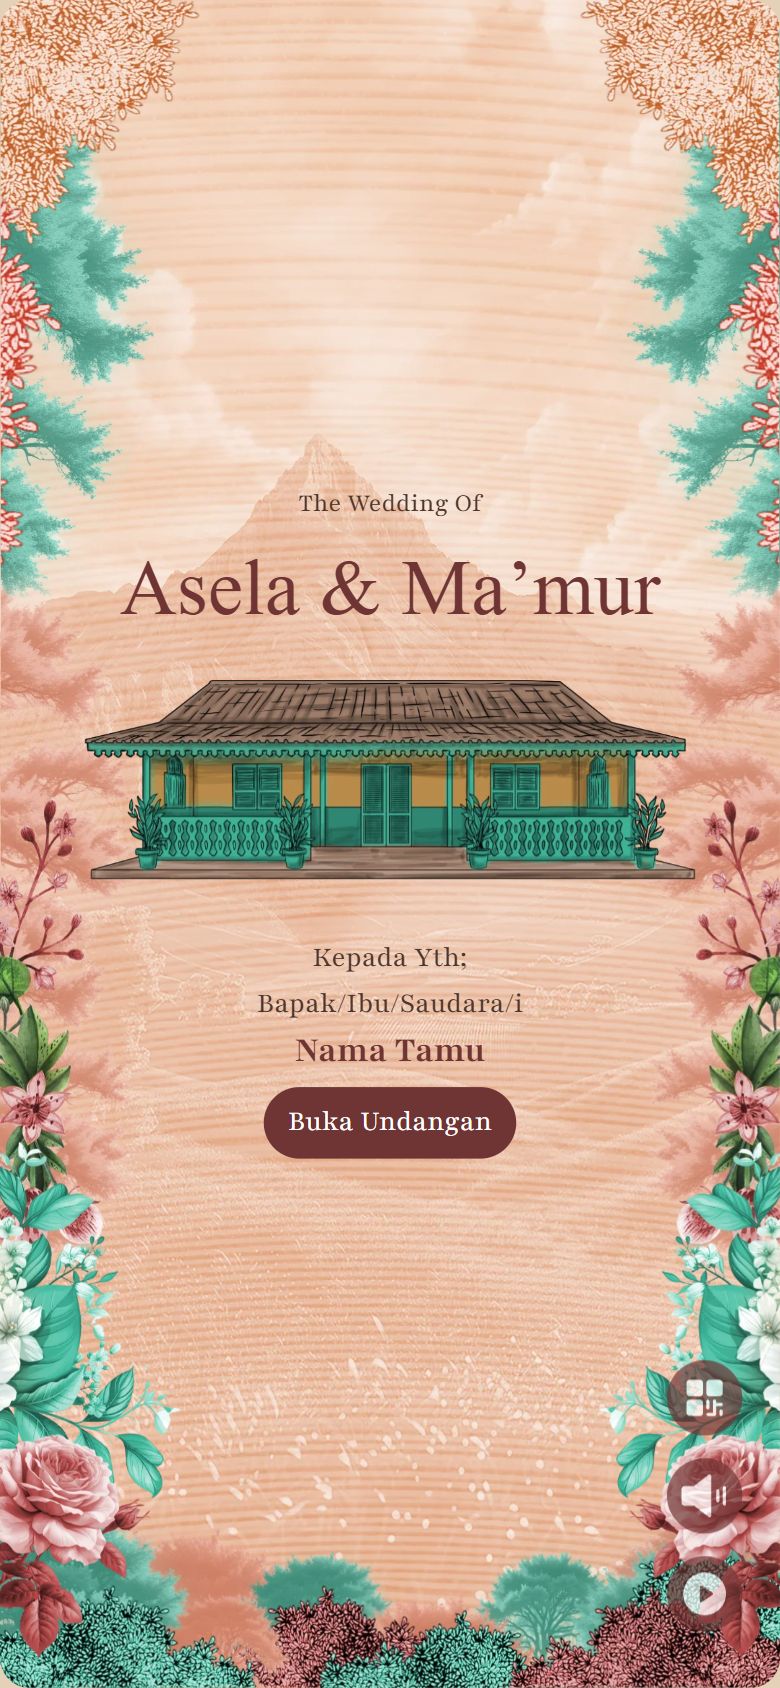 The Wedding Of
Asela & Ma’mur
Kepada Yth;
Bapak/Ibu/Saudara/i
Nama Tamu
Buka Undangan